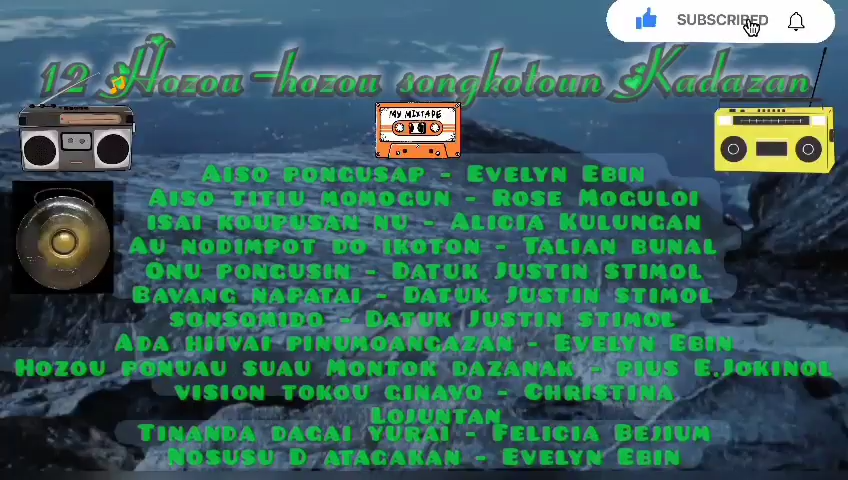 SUBSCRIBED
12 Hozou-hozou songkotoun Kadazan
MY MIXTAPE
Aiso pongusap - Evelyn Ebin
Aiso titiu momogun - Rose Moguloi
isai koupusan nu - Alicia Kulungan
Au nodimpot do ikoton - Talian bunal
Onu pongusin - Datuk Justin stimol
Bavang napatai - Datuk Justin stimol
sonsomido - Datuk Justin stimol
Ada hiivai pinumoangazan - Evelyn Ebin
Hozou ponuau suau Montok dazanak - pius E.Jokinol
vision tokou ginavo - Christina
Lojuntan
Tinanda dagai yurai - Felicia Bejium
Nosusu D atagakan - Evelyn Ebin